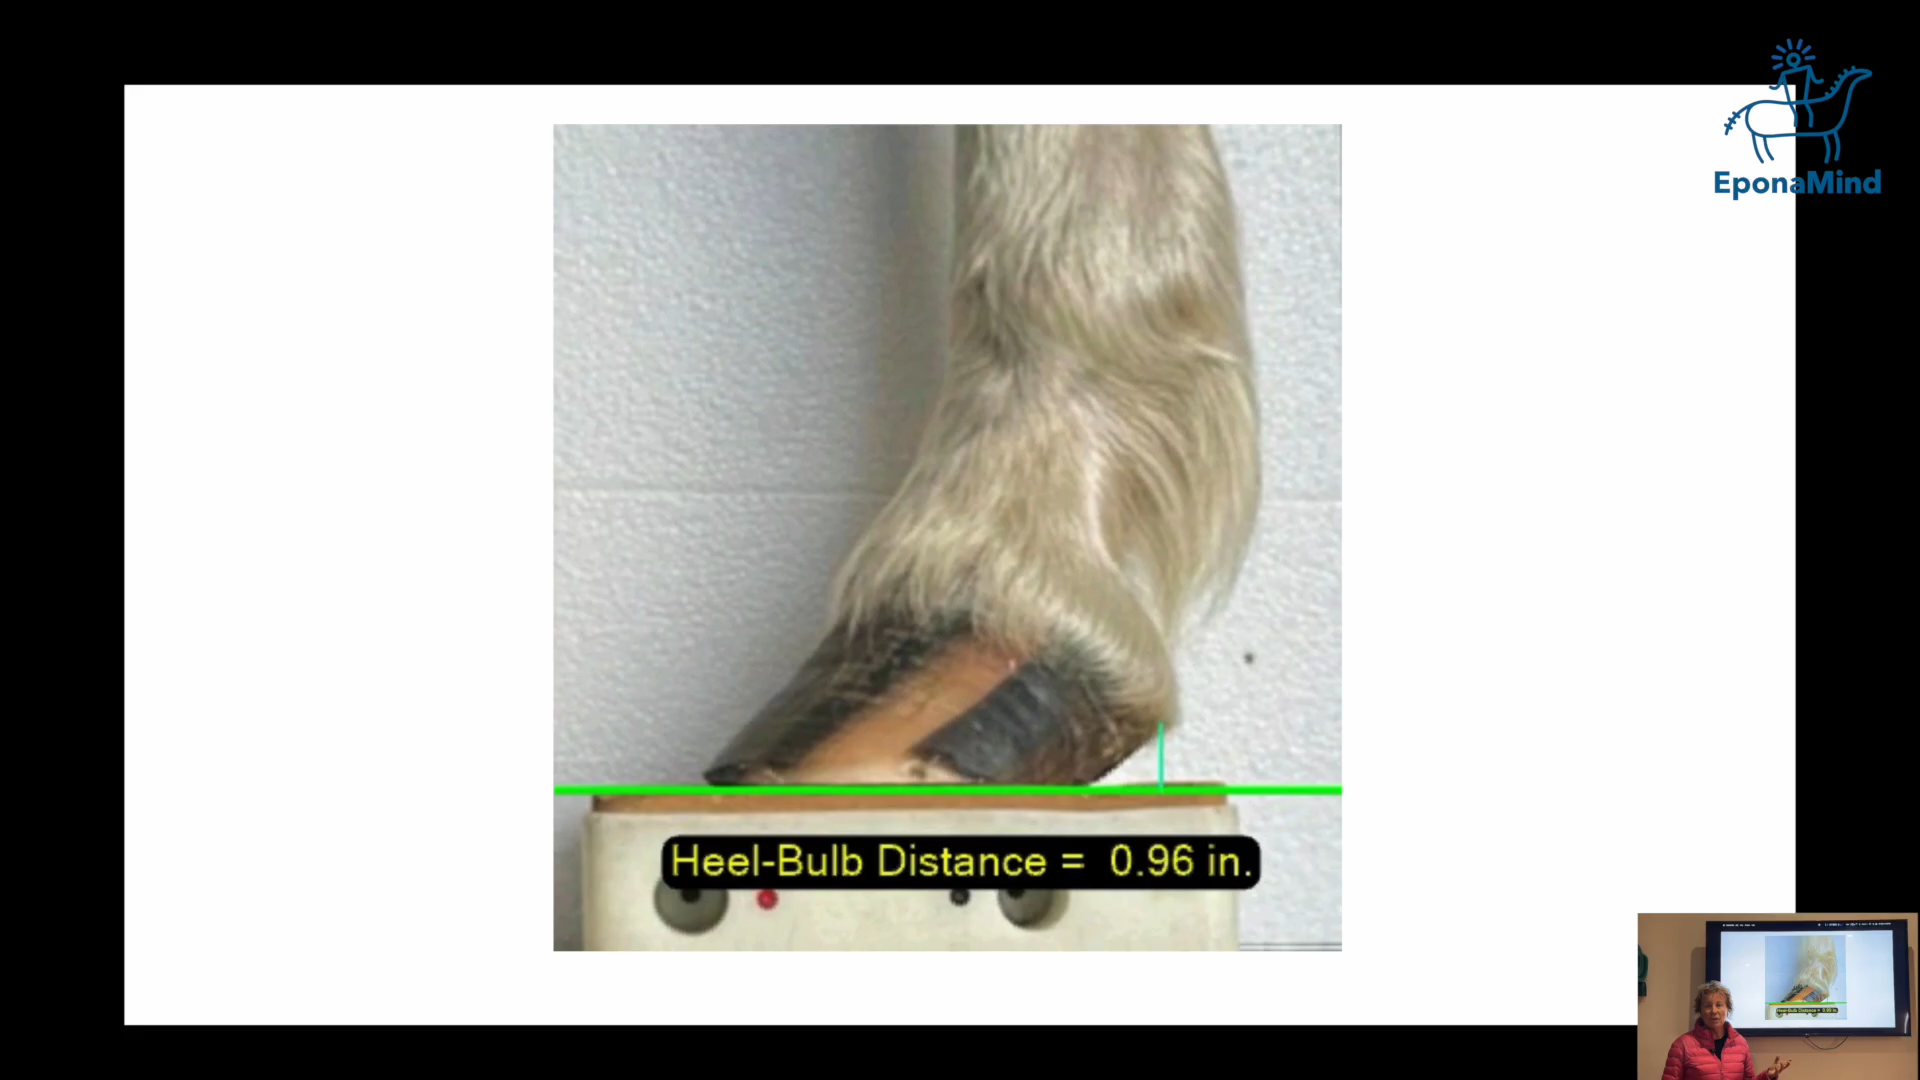 EponaMind
Heel-Bulb Distance = 0.96 in.